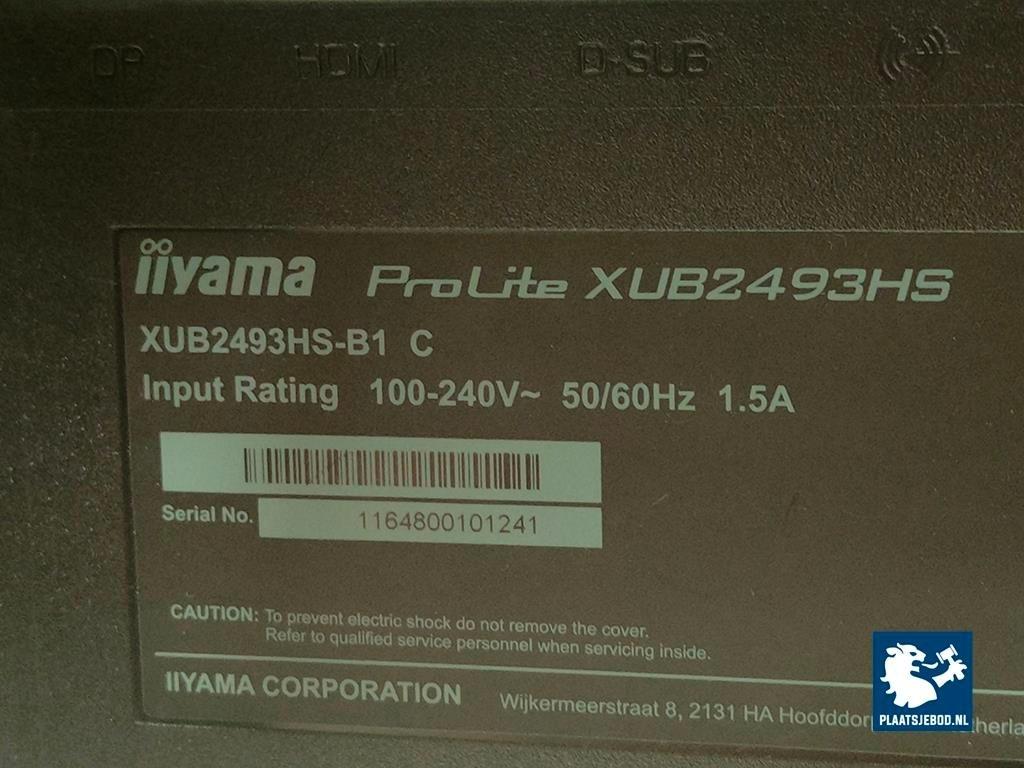 DP HDMI D-SUB
iiyama ProLite XUB2493HS
XUB2493HS-B1 C
Input Rating 100-240V~ 50/60Hz 1.5A
Serial No. 1164800101241
CAUTION: To prevent electric shock do not remove the cover.
Refer to qualified service personnel when servicing inside.
IIYAMA CORPORATION Wijkermeerstraat 8, 2131 HA
PLAATSJEBOD.NL